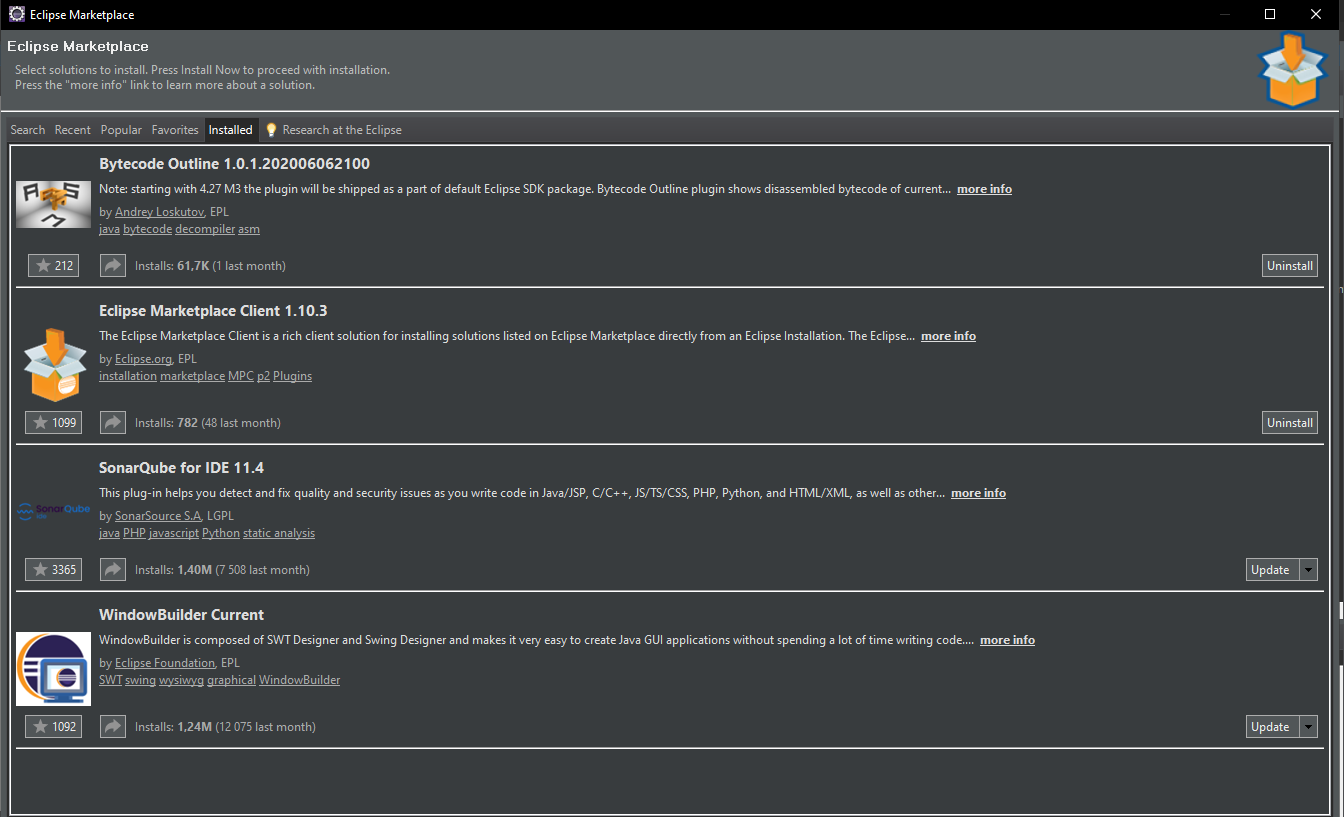 Eclipse Marketplace
Eclipse Marketplace
Select solutions to install. Press Install Now to proceed with installation.
Press the "more info" link to learn more about a solution.
Search Recent Popular Favorites Installed Research at the Eclipse
Bytecode Outline 1.0.1.202006062100
Note: starting with 4.27 M3 the plugin will be shipped as a part of default Eclipse SDK package. Bytecode Outline plugin shows disassembled bytecode of current... more info
by Andrey Loskutov, EPL
java bytecode decompiler asm
212 Installs: 61,7K (1 last month) Uninstall
Eclipse Marketplace Client 1.10.3
The Eclipse Marketplace Client is a rich client solution for installing solutions listed on Eclipse Marketplace directly from an Eclipse Installation. The Eclipse... more info
by Eclipse.org, EPL
installation marketplace MPC p2 Plugins
1099 Installs: 782 (48 last month) Uninstall
SonarQube for IDE 11.4
This plug-in helps you detect and fix quality and security issues as you write code in Java/JSP, C/C++, JS/TS/CSS, PHP, Python, and HTML/XML, as well as other... more info
SonarQube
by SonarSource S.A, LGPL
java PHP javascript Python static analysis
3365 Installs: 1,40M (7 508 last month) Update
WindowBuilder Current
WindowBuilder is composed of SWT Designer and Swing Designer and makes it very easy to create Java GUI applications without spending a lot of time writing code.... more info
by Eclipse Foundation, EPL
SWT swing wysiwyg graphical WindowBuilder
1092 Installs: 1,24M (12 075 last month) Update